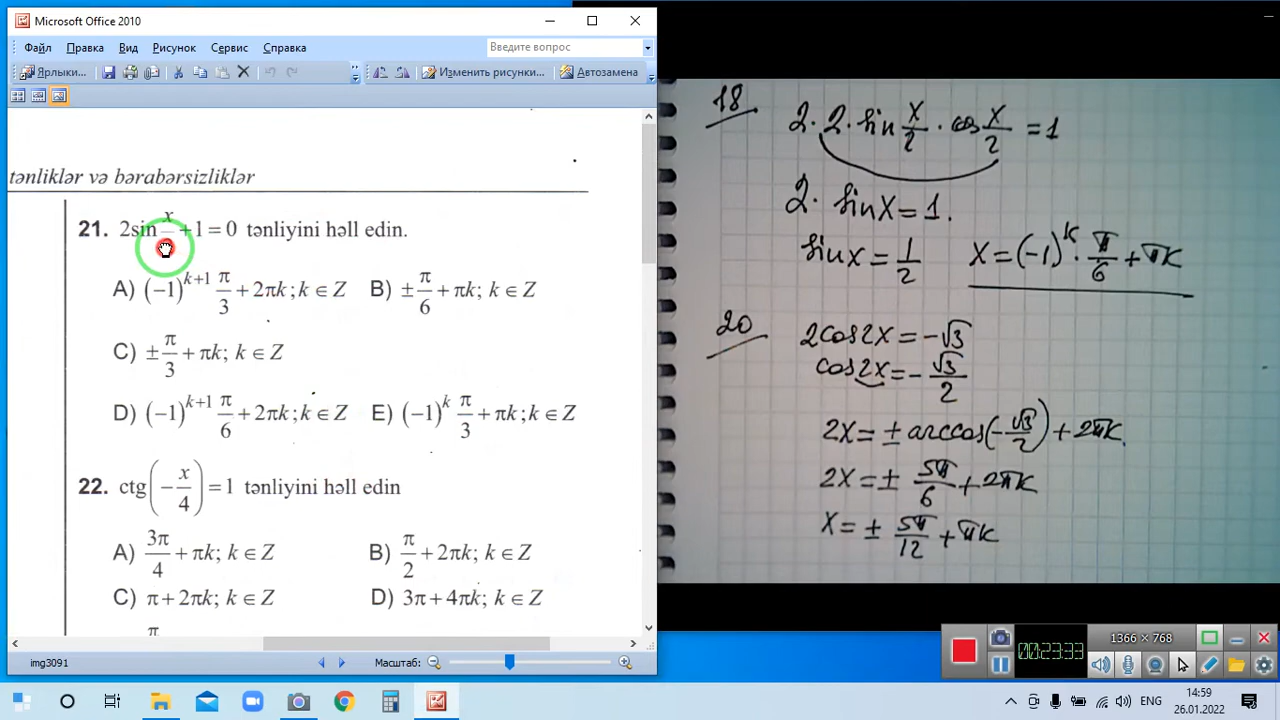 Microsoft Office 2010
Файл Правка Вид Рисунок Сервис Справка
Введите вопрос
Ярлыки... Изменить рисунки... Автозамена
tənliklər və bərabərsizliklər
21. 2sin x +1=0 tənliyini həll edin.
A) (−1)^{k+1} π/3 + 2πk; k ∈ Z B) ± π/6 + πk; k ∈ Z
C) ± π/3 + πk; k ∈ Z
D) (−1)^{k+1} π/6 + 2πk; k ∈ Z E) (−1)^k π/3 + πk; k ∈ Z
22. ctg(−x/4) = 1 tənliyini həll edin
A) 3π/4 + πk; k ∈ Z B) π/2 + 2πk; k ∈ Z
C) π + 2πk; k ∈ Z D) 3π + 4πk; k ∈ Z
π
img3091 Масштаб:
18 2·2·sin x/2 · cos x/2 = 1
2· sinx = 1.
sinx = 1/2 x = (−1)^k · π/6 + πk
20 2cos2x = −√3
cos2x = − √3/2
2x = ± arccos(−√3/2) + 2πk.
2x = ± 5π/6 + 2πk
x = ± 5π/12 + πk
1366 × 768
00:23:33
ENG
14:59
26.01.2022